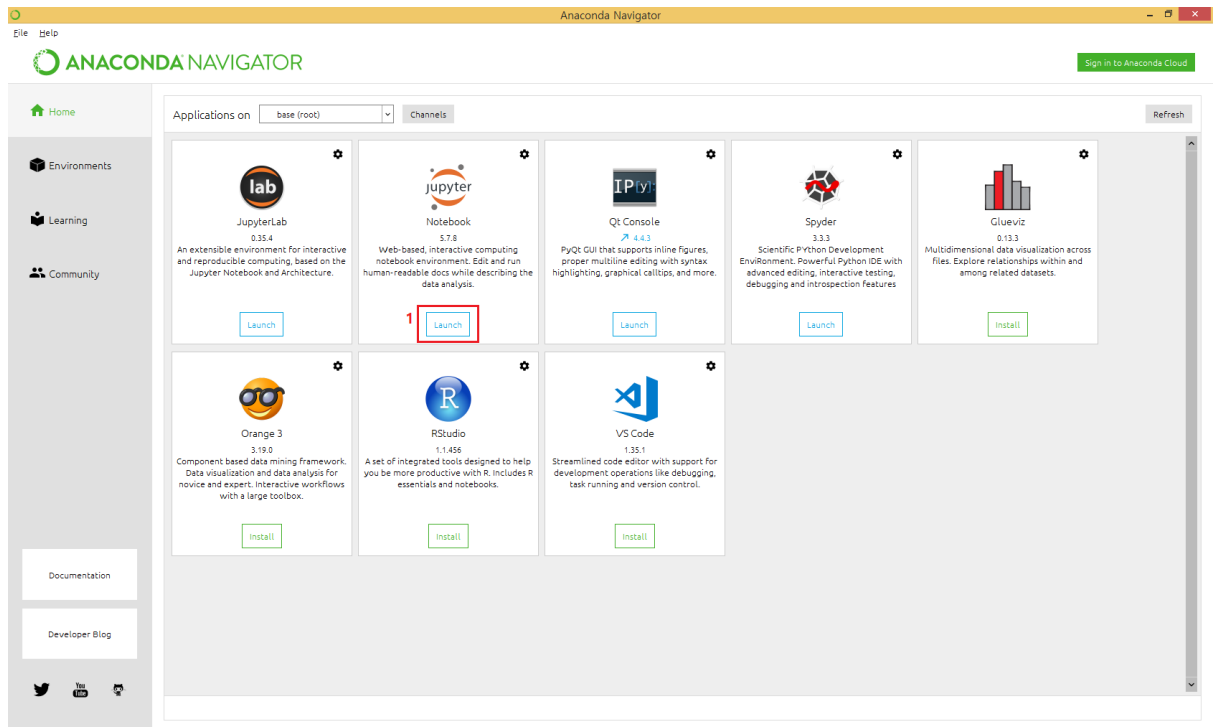 Anaconda Navigator
File Help
ANACONDA NAVIGATOR
Sign in to Anaconda Cloud
Home
Environments
Learning
Community
Documentation
Developer Blog
You
Tube
Applications on base (root) Channels Refresh
lab
JupyterLab
0.35.4
An extensible environment for interactive
and reproducible computing, based on the
Jupyter Notebook and Architecture.
Launch
jupyter
Notebook
5.7.8
Web-based, interactive computing
notebook environment. Edit and run
human-readable docs while describing the
data analysis.
1
Launch
IP[y]:
Qt Console
4.4.3
PyQt GUI that supports inline figures,
proper multiline editing with syntax
highlighting, graphical calltips, and more.
Launch
Spyder
3.3.3
Scientific PYthon Development
EnviRonment. Powerful Python IDE with
advanced editing, interactive testing,
debugging and introspection features
Launch
Glueviz
0.13.3
Multidimensional data visualization across
files. Explore relationships within and
among related datasets.
Install
Orange 3
3.19.0
Component based data mining framework.
Data visualization and data analysis for
novice and expert. Interactive workflows
with a large toolbox.
Install
R
RStudio
1.1.456
A set of integrated tools designed to help
you be more productive with R. Includes R
essentials and notebooks.
Install
VS Code
1.35.1
Streamlined code editor with support for
development operations like debugging,
task running and version control.
Install